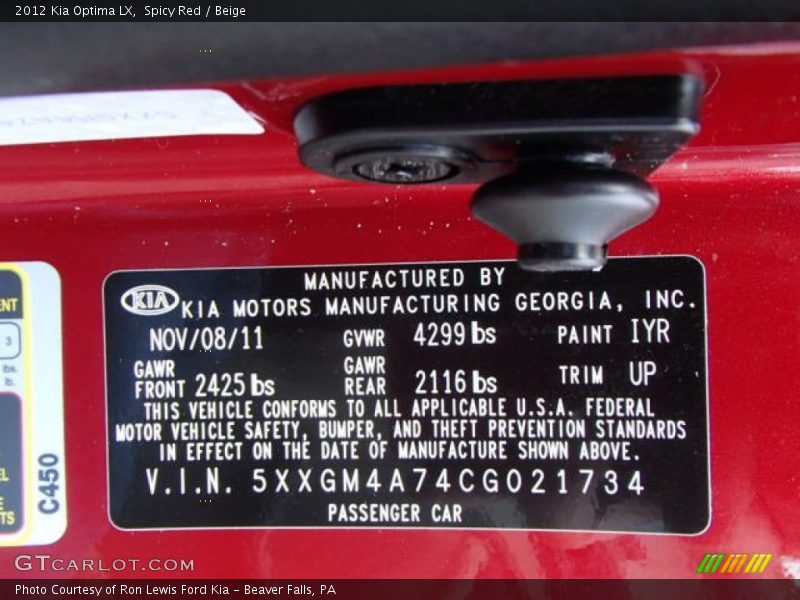 2012 Kia Optima LX, Spicy Red / Beige
MANUFACTURED BY
KIA KIA MOTORS MANUFACTURING GEORGIA, INC.
NOV/08/11 GVWR 4299 lbs PAINT IYR
GAWR FRONT 2425 lbs GAWR REAR 2116 lbs TRIM UP
THIS VEHICLE CONFORMS TO ALL APPLICABLE U.S.A. FEDERAL
MOTOR VEHICLE SAFETY, BUMPER, AND THEFT PREVENTION STANDARDS
IN EFFECT ON THE DATE OF MANUFACTURE SHOWN ABOVE.
V.I.N. 5XXGM4A74CG021734
PASSENGER CAR
3
lbs.
lb.
C450
GTCARLOT.COM
Photo Courtesy of Ron Lewis Ford Kia - Beaver Falls, PA